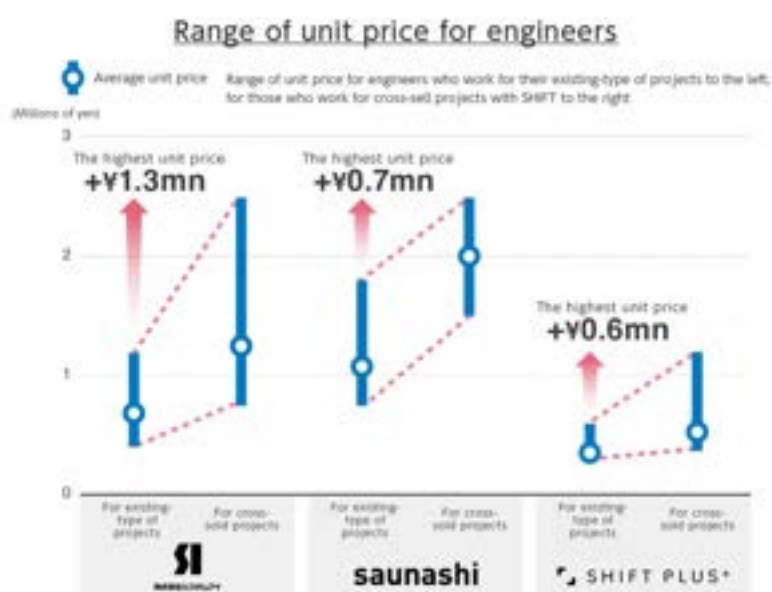 Range of unit price for engineers
Average unit price
Range of unit price for engineers who work for their existing-type of projects to the left,
for those who work for cross-sell projects with SHIFT to the right
(Millions of yen)
3
The highest unit price
+¥1.3mn
The highest unit price
+¥0.7mn
2
The highest unit price
+¥0.6mn
1
0
For existing-
type of
projects
For cross-
sold projects
For existing-
type of
projects
For cross-
sold projects
For existing-
type of
projects
For cross-
sold projects
saunashi
SHIFT PLUS+